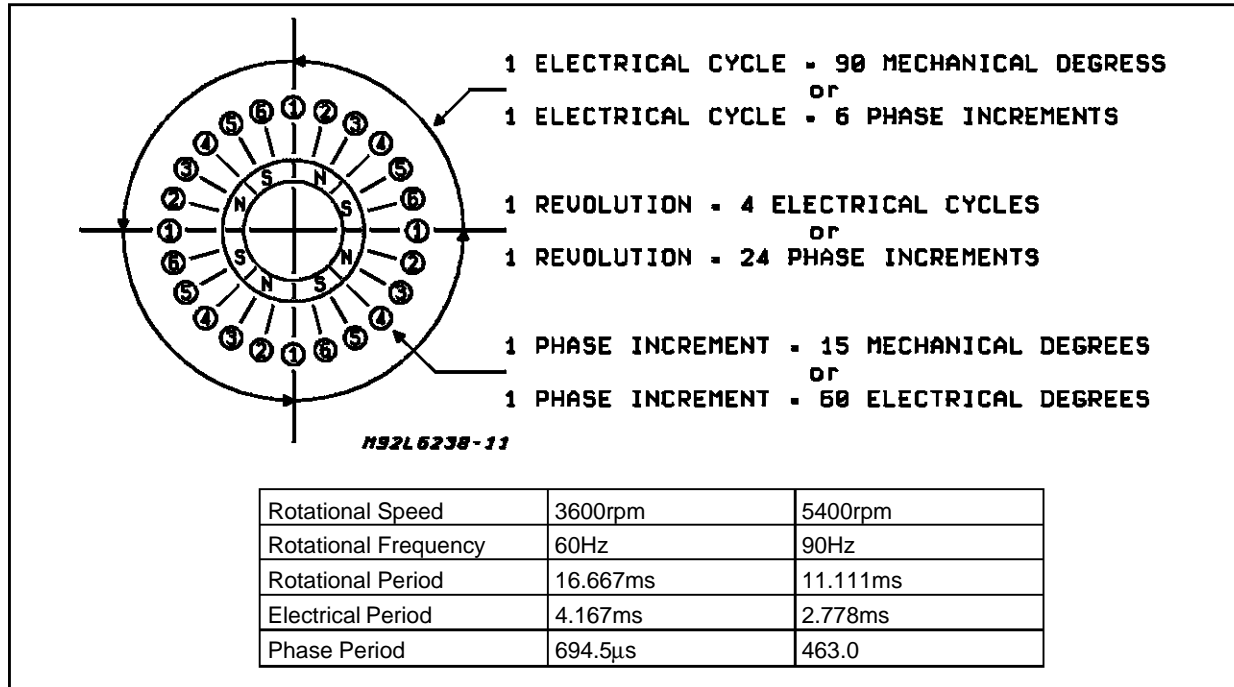 1 ELECTRICAL CYCLE = 90 MECHANICAL DEGRESS
or
1 ELECTRICAL CYCLE = 6 PHASE INCREMENTS
1 REVOLUTION = 4 ELECTRICAL CYCLES
or
1 REVOLUTION = 24 PHASE INCREMENTS
1 PHASE INCREMENT = 15 MECHANICAL DEGREES
or
1 PHASE INCREMENT = 60 ELECTRICAL DEGREES
6 1 2
5 3
4 4
3 5
S N
2 N S 6
1 1
6 S N 2
N S
5 3
4 4
3 5
2 1 6
M92L6238-11
Rotational Speed 3600rpm 5400rpm
Rotational Frequency 60Hz 90Hz
Rotational Period 16.667ms 11.111ms
Electrical Period 4.167ms 2.778ms
Phase Period 694.5μs 463.0